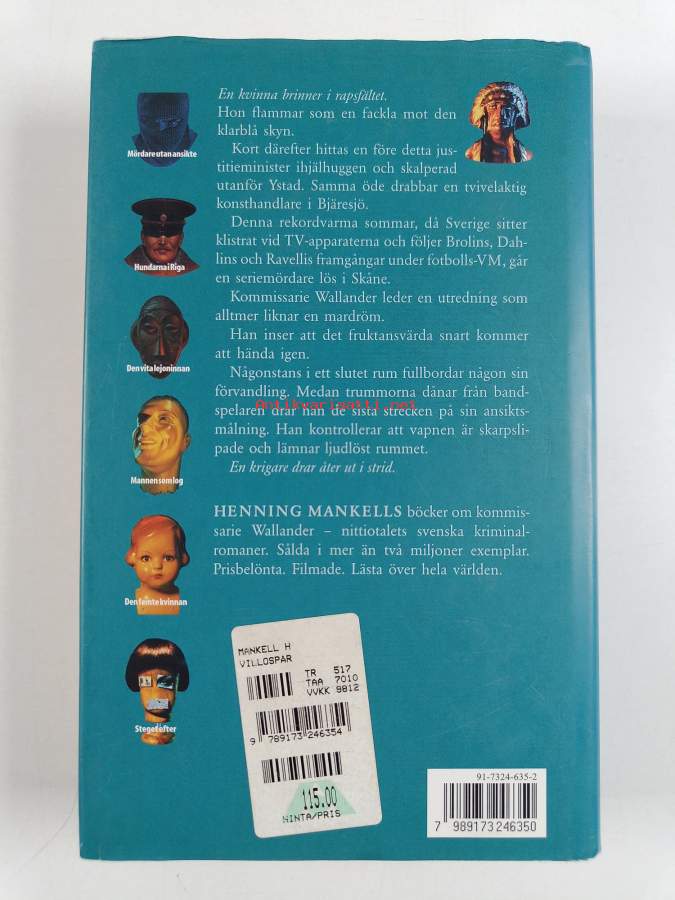 En kvinna brinner i rapsfältet.
Hon flammar som en fackla mot den
klarblå skyn.
Kort därefter hittas en före detta jus-
titieminister ihjälhuggen och skalperad
utanför Ystad. Samma öde drabbar en tvivelaktig
konsthandlare i Bjäresjö.
Denna rekordvarma sommar, då Sverige sitter
klistrat vid TV-apparaterna och följer Brolins, Dah-
lins och Ravellis framgångar under fotbolls-VM, går
en seriemördare lös i Skåne.
Kommissarie Wallander leder en utredning som
alltmer liknar en mardröm.
Han inser att det fruktansvärda snart kommer
att hända igen.
Någonstans i ett slutet rum fullbordar någon sin
förvandling. Medan trummorna dånar från band-
spelaren drar han de sista strecken på sin ansikts-
målning. Han kontrollerar att vapnen är skarpsli-
pade och lämnar ljudlöst rummet.
En krigare drar åter ut i strid.
HENNING MANKELLS böcker om kommis-
sarie Wallander – nittiotalets svenska kriminal-
romaner. Sålda i mer än två miljoner exemplar.
Prisbelönta. Filmade. Lästa över hela världen.
Mördare utan ansikte
Hundarna i Riga
Den vita lejoninnan
Mannen som log
Den femte kvinnan
Steget efter
Antikvariaatti.net
MANKELL H
VILLOSPAR
TR 517
TAA 7010
VVKK 9812
9 789173 246354
115.00
HINTA/PRIS
91-7324-635-2
7 989173 246350